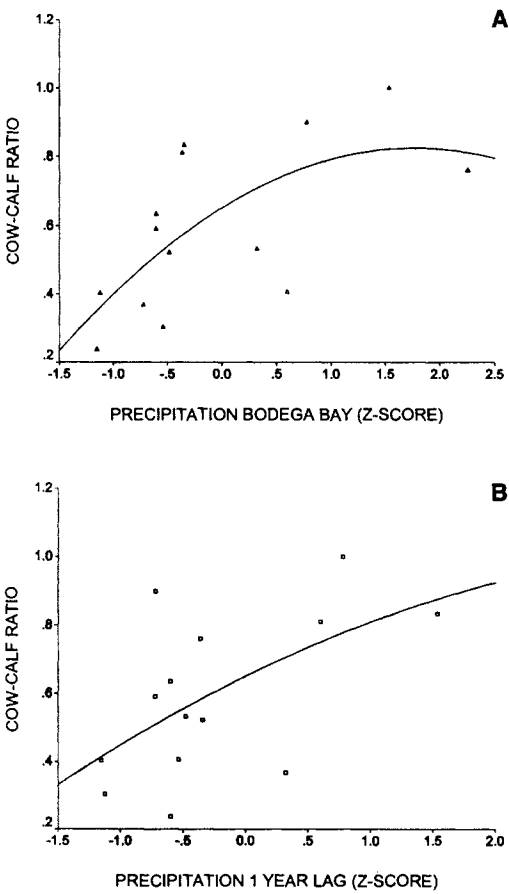 A
1.2
1.0
.8
.6
.4
.2
COW-CALF RATIO
-1.5 -1.0 -.5 0.0 .5 1.0 1.5 2.0 2.5
PRECIPITATION BODEGA BAY (Z-SCORE)
B
1.2
1.0
.8
.6
.4
.2
COW-CALF RATIO
-1.5 -1.0 -.5 0.0 .5 1.0 1.5 2.0
PRECIPITATION 1 YEAR LAG (Z-SCORE)